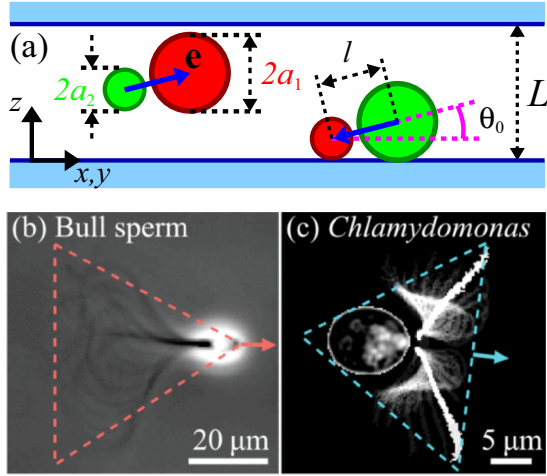 (a)
e
2a₂
2a₁
l
L
θ₀
z
x,y
(b) Bull sperm
(c) Chlamydomonas
20 μm
5 μm